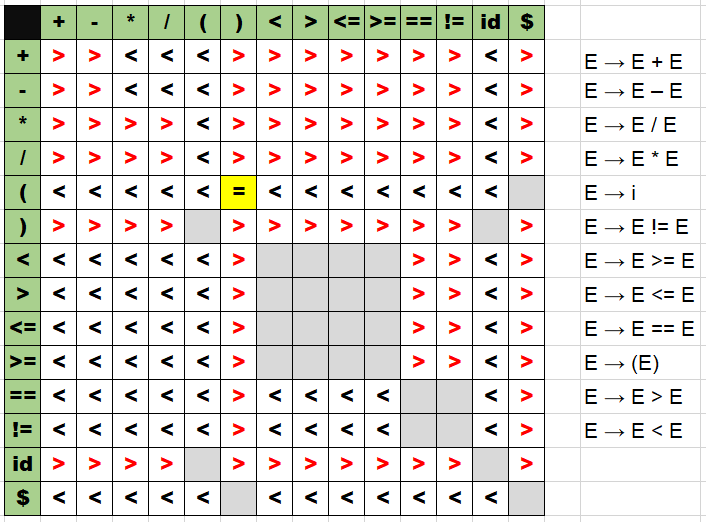 + - * / ( ) < > <= >= == != id $
+ > > < < < > > > > > > > < > E → E + E
- > > < < < > > > > > > > < > E → E – E
* > > > > < > > > > > > > < > E → E / E
/ > > > > < > > > > > > > < > E → E * E
( < < < < < = < < < < < < < E → i
) > > > > > > > > > > > > E → E != E
< < < < < < > > > < > E → E >= E
> < < < < < > > > < > E → E <= E
<= < < < < < > > > < > E → E == E
>= < < < < < > > > < > E → (E)
== < < < < < > < < < < < > E → E > E
!= < < < < < > < < < < < > E → E < E
id > > > > > > > > > > > >
$ < < < < < < < < < < < <